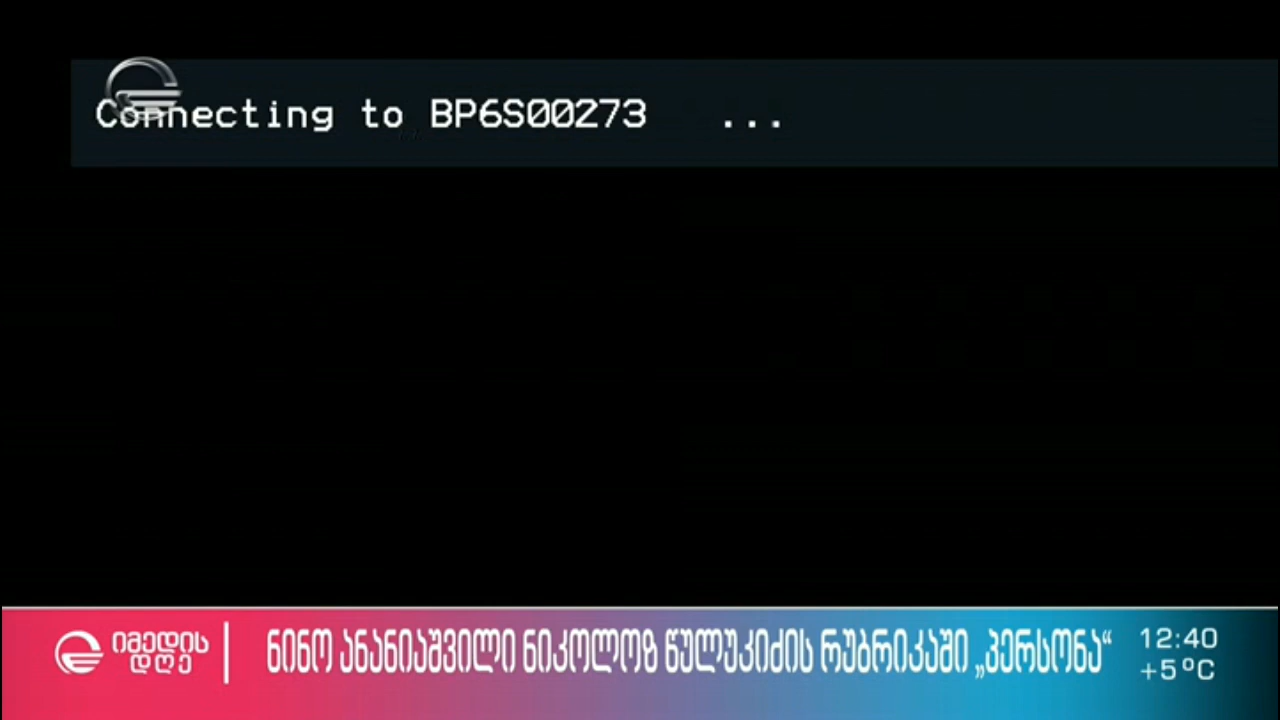 Connecting to BP6S00273 ...
იმედის
დღე
ნინო ანანიაშვილი ნიკოლოზ წულუკიძის რუბრიკაში „პერსონა“
12:40
+5°C